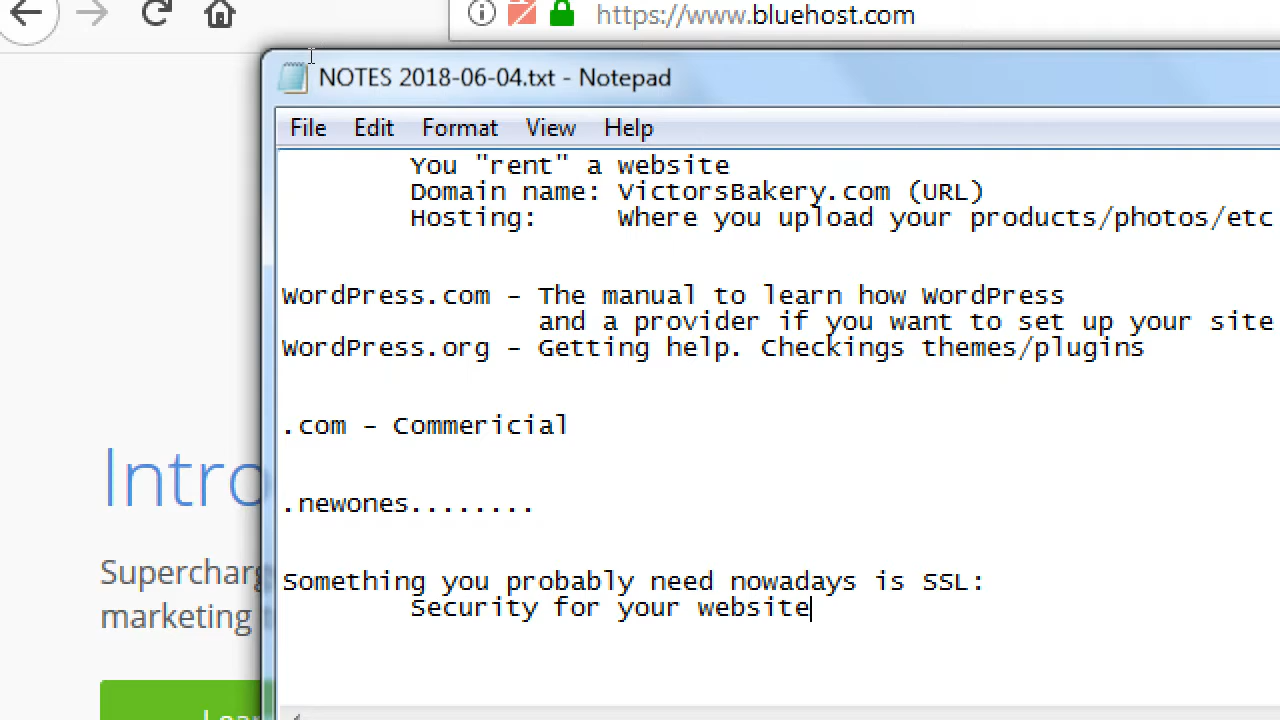 https://www.bluehost.com
NOTES 2018-06-04.txt - Notepad
File Edit Format View Help
You "rent" a website
Domain name: VictorsBakery.com (URL)
Hosting: Where you upload your products/photos/etc
WordPress.com - The manual to learn how WordPress
and a provider if you want to set up your site
WordPress.org - Getting help. Checkings themes/plugins
.com - Commericial
.newones........
Something you probably need nowadays is SSL:
Security for your website
Intro
Supercharg
marketing